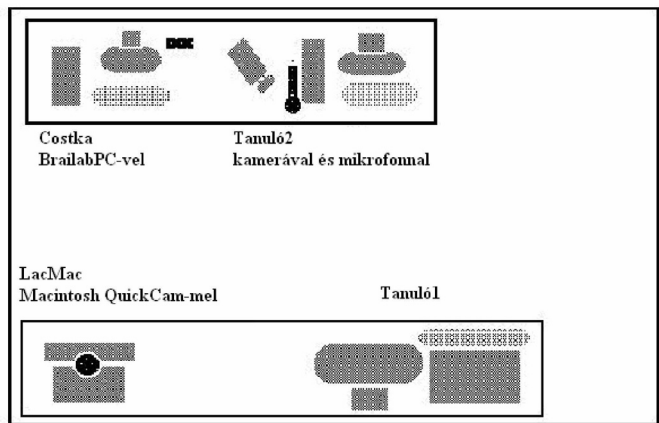 Costka
BrailabPC-vel
Tanuló2
kamerával és mikrofonnal
LacMac
Macintosh QuickCam-mel
Tanuló1